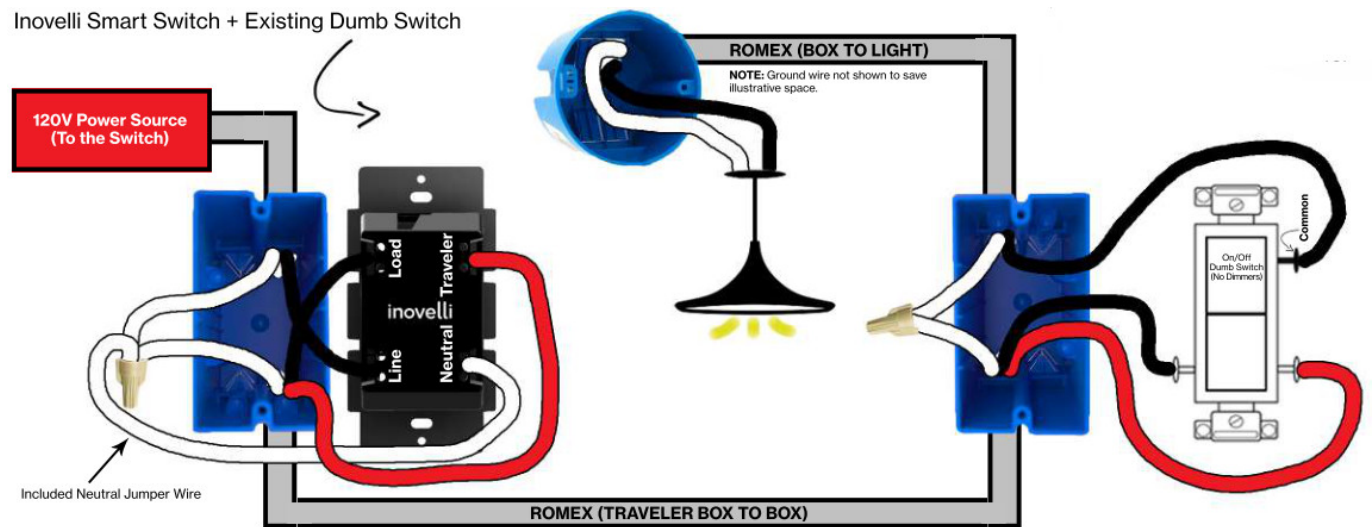 Inovelli Smart Switch + Existing Dumb Switch
120V Power Source
(To the Switch)
ROMEX (BOX TO LIGHT)
NOTE: Ground wire not shown to save
illustrative space.
Load
Traveler
inovelli
Line
Neutral
Common
On/Off
Dumb Switch
(No Dimmers)
Included Neutral Jumper Wire
ROMEX (TRAVELER BOX TO BOX)